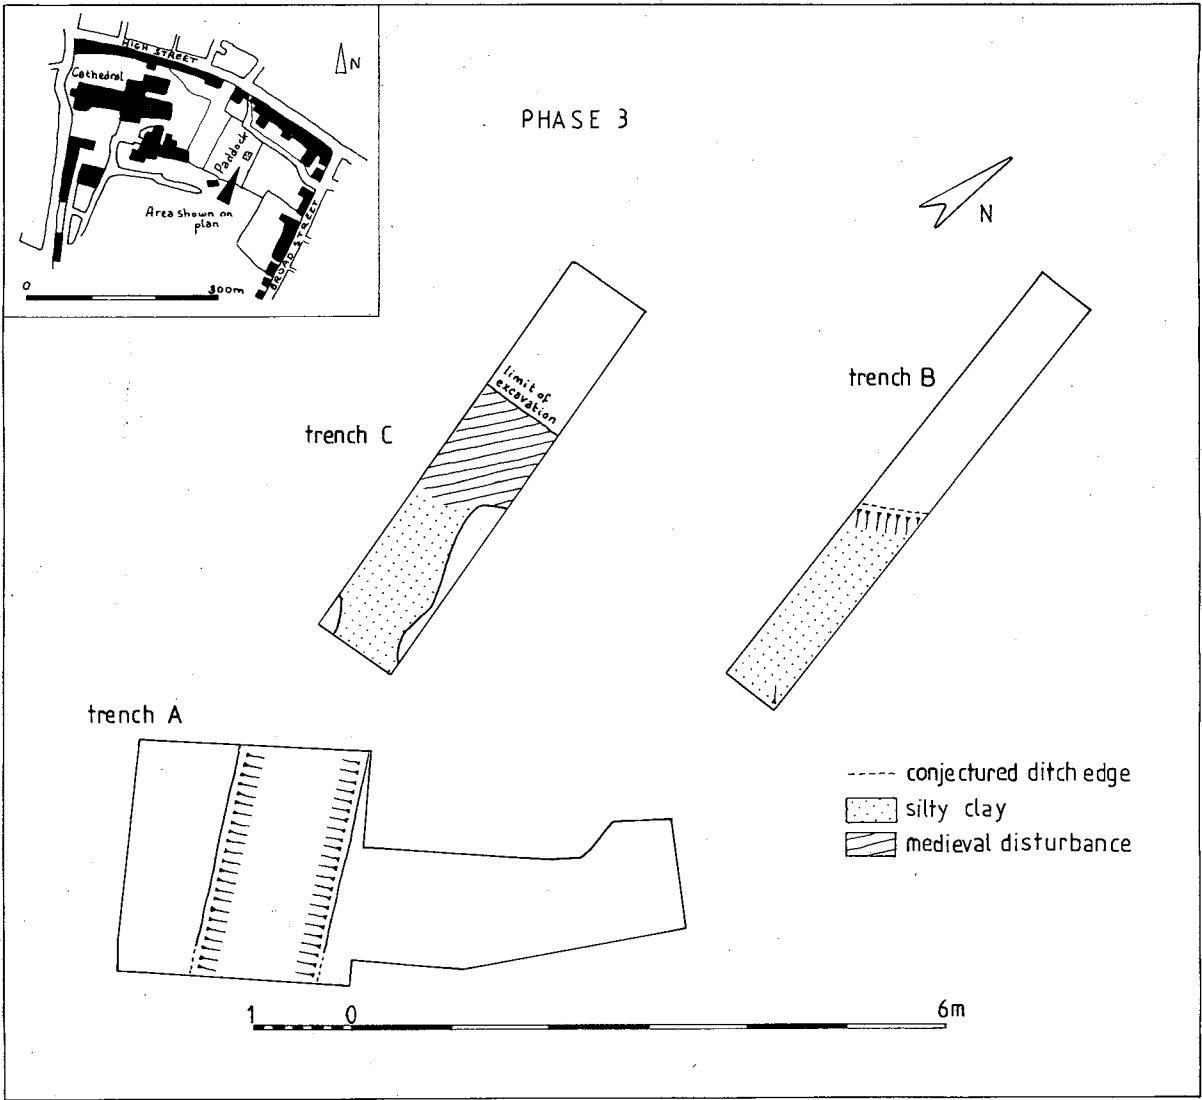 HIGH STREET
N
Cathedral
Paddock
Area shown on
plan
BROAD STREET
0 300m
PHASE 3
N
trench B
limit of
excavation
trench C
trench A
conjectured ditch edge
silty clay
medieval disturbance
1 0 6m